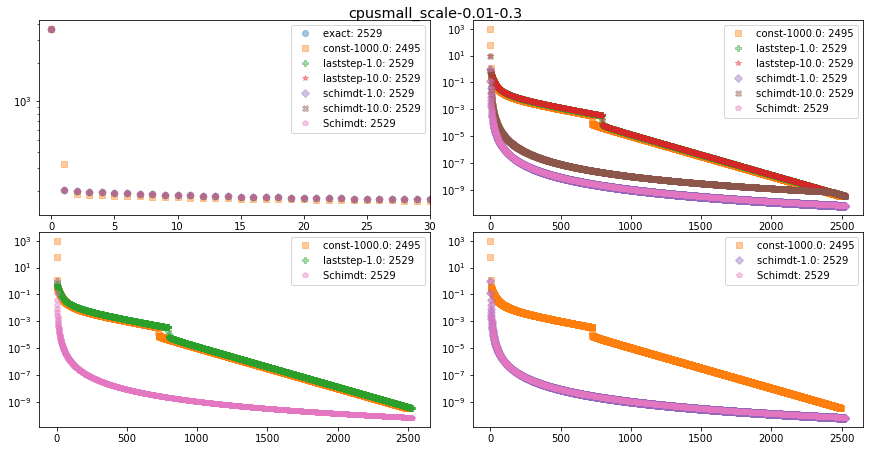 cpusmall_scale-0.01-0.3
10³
exact: 2529
const-1000.0: 2495
laststep-1.0: 2529
laststep-10.0: 2529
schimdt-1.0: 2529
schimdt-10.0: 2529
Schimdt: 2529
0 5 10 15 20 25 30
10³
10¹
10⁻¹
10⁻³
10⁻⁵
10⁻⁷
10⁻⁹
const-1000.0: 2495
laststep-1.0: 2529
laststep-10.0: 2529
schimdt-1.0: 2529
schimdt-10.0: 2529
Schimdt: 2529
0 500 1000 1500 2000 2500
10³
10¹
10⁻¹
10⁻³
10⁻⁵
10⁻⁷
10⁻⁹
const-1000.0: 2495
laststep-1.0: 2529
Schimdt: 2529
0 500 1000 1500 2000 2500
10³
10¹
10⁻¹
10⁻³
10⁻⁵
10⁻⁷
10⁻⁹
const-1000.0: 2495
schimdt-1.0: 2529
Schimdt: 2529
0 500 1000 1500 2000 2500